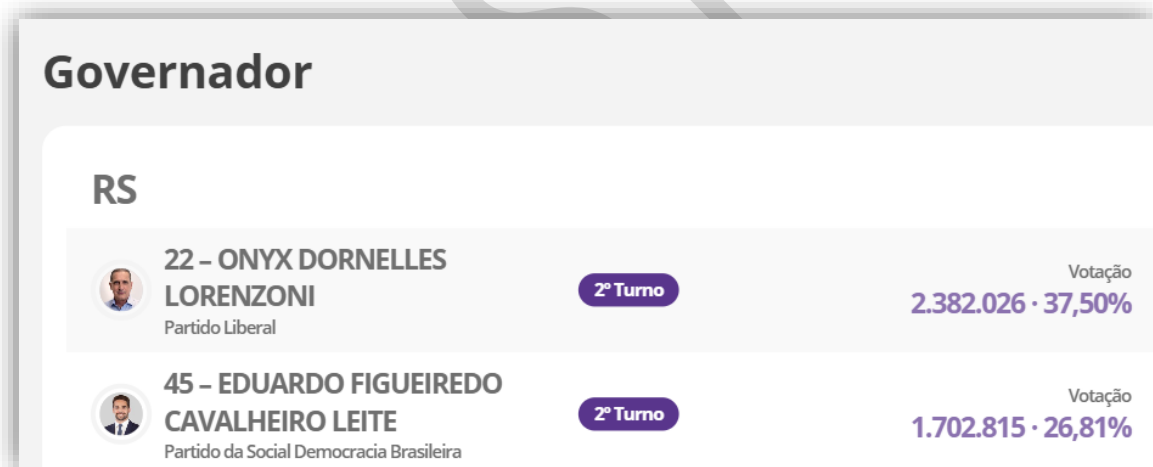 Governador
RS
22 – ONYX DORNELLES
LORENZONI
Partido Liberal
2º Turno
Votação
2.382.026 · 37,50%
45 – EDUARDO FIGUEIREDO
CAVALHEIRO LEITE
Partido da Social Democracia Brasileira
2º Turno
Votação
1.702.815 · 26,81%